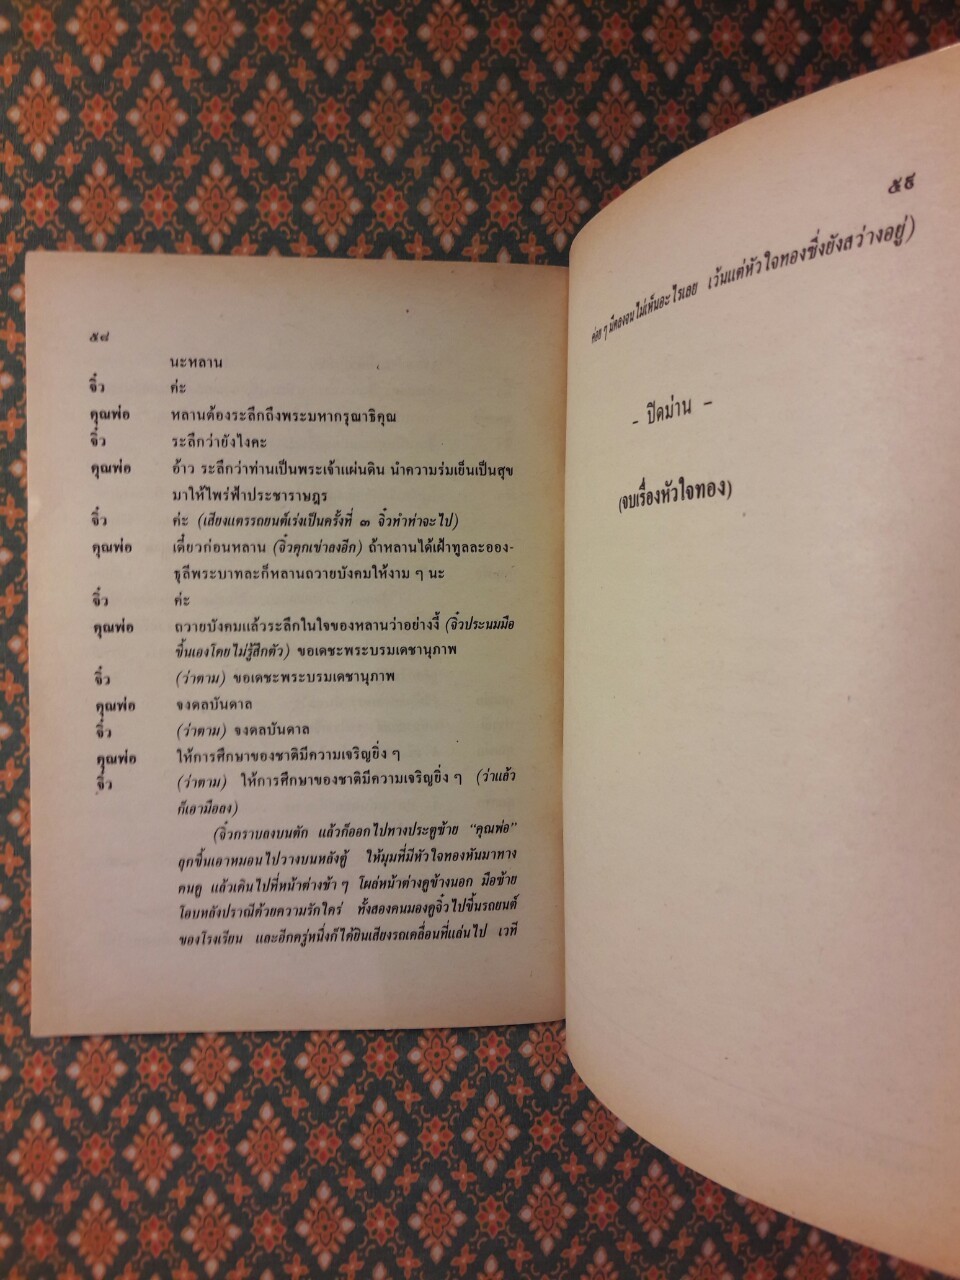 ๕๘
นะหลาน
จิ๋ว ค่ะ
คุณพ่อ หลานต้องระลึกถึงพระมหากรุณาธิคุณ
จิ๋ว ระลึกว่ายังไงคะ
คุณพ่อ อ้าว ระลึกว่าท่านเป็นพระเจ้าแผ่นดิน นำความร่มเย็นเป็นสุข
มาให้ไพร่ฟ้าประชาราษฎร
จิ๋ว ค่ะ (เสียงแตรรถยนต์เร่งเป็นครั้งที่ ๓ จิ๋วทำท่าจะไป)
คุณพ่อ เดี๋ยวก่อนหลาน (จิ๋วคุกเข่าลงอีก) ถ้าหลานได้เฝ้าทูลละออง-
ธุลีพระบาทละก็หลานถวายบังคมให้งาม ๆ นะ
จิ๋ว ค่ะ
คุณพ่อ ถวายบังคมแล้วระลึกในใจของหลานว่าอย่างงี้ (จิ๋วประนมมือ
ขึ้นเองโดยไม่รู้สึกตัว) ขอเดชะพระบรมเดชานุภาพ
จิ๋ว (ว่าตาม) ขอเดชะพระบรมเดชานุภาพ
คุณพ่อ จงดลบันดาล
จิ๋ว (ว่าตาม) จงดลบันดาล
คุณพ่อ ให้การศึกษาของชาติมีความเจริญยิ่ง ๆ
จิ๋ว (ว่าตาม) ให้การศึกษาของชาติมีความเจริญยิ่ง ๆ (ว่าแล้ว
ก็เอามือลง)
(จิ๋วกราบลงบนตัก แล้วก็ออกไปทางประตูซ้าย “คุณพ่อ”
ลุกขึ้นเอาหมอนไปวางบนหลังตู้ ให้มุมที่มีหัวใจทองหันมาทาง
คนดู แล้วเดินไปที่หน้าต่างช้า ๆ โผล่หน้าต่างดูข้างนอก มือซ้าย
โอบหลังปราณีด้วยความรักใคร่ ทั้งสองคนมองดูจิ๋วไปขึ้นรถยนต์
ของโรงเรียน และอีกครู่หนึ่งก็ได้ยินเสียงรถเคลื่อนที่แล่นไป เวที
๕๙
ค่อย ๆ มืดลงจนไม่เห็นอะไรเลย เว้นแต่หัวใจทองซึ่งยังสว่างอยู่)
- ปิดม่าน -
(จบเรื่องหัวใจทอง)